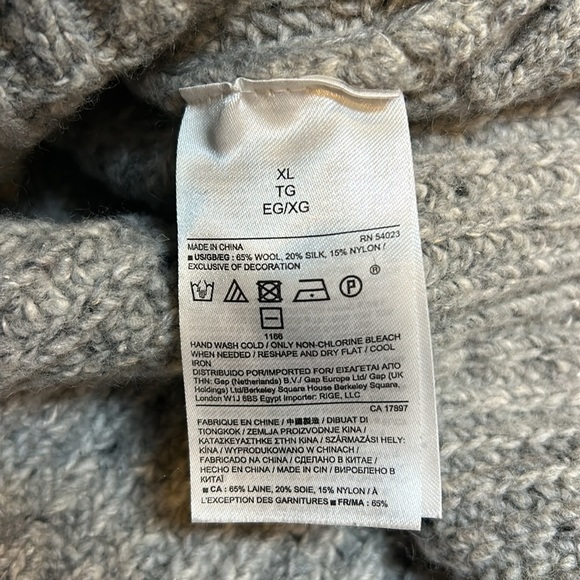 XL
TG
EG/XG
RN 54023
MADE IN CHINA
■ US/GB/EG : 65% WOOL, 20% SILK, 15% NYLON /
EXCLUSIVE OF DECORATION
P ®
1166
HAND WASH COLD / ONLY NON-CHLORINE BLEACH
WHEN NEEDED / RESHAPE AND DRY FLAT / COOL
IRON
DISTRIBUIDO POR/IMPORTED FOR/ ΕΙΣΑΓΕΤΑΙ ΑΠΟ
ΤΗΝ: Gap (Netherlands) B.V./ Gap Europe Ltd/ Gap (UK
Holdings) Ltd/Berkeley Square House Berkeley Square,
London W1J 6BS Egypt Importer: RIGE, LLC
CA 17897
FABRIQUE EN CHINE / 中國製造 / DIBUAT DI
TIONGKOK / ZEMLJA PROIZVODNJE KINA /
ΚΑΤΑΣΚΕΥΑΣΤΗΚΕ ΣΤΗΝ ΚΙΝΑ / SZÁRMAZÁSI HELY:
KÍNA / WYPRODUKOWANO W CHINACH /
FABRICADO NA CHINA / СДЕЛАНО В КИТАЕ /
HECHO EN CHINA / MADE IN CIN / ВИРОБЛЕНО В
КИТАЇ
■ CA : 65% LAINE, 20% SOIE, 15% NYLON / À
L'EXCEPTION DES GARNITURES ■ FR/MA : 65%